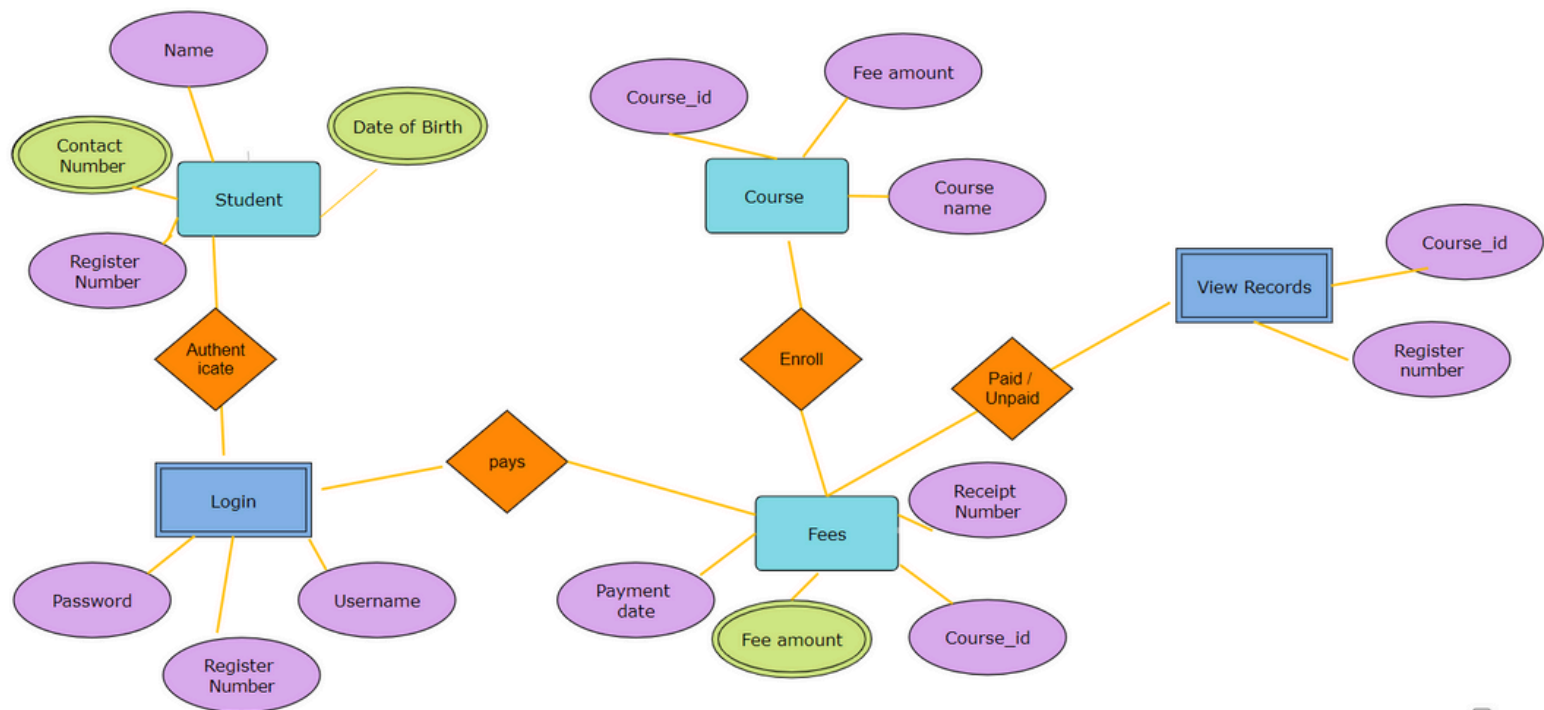 Name
Contact
Number
Date of Birth
Student
Register
Number
Authent
icate
Login
Password
Username
Register
Number
pays
Course_id
Fee amount
Course
Course
name
Enroll
Paid /
Unpaid
View Records
Course_id
Register
number
Fees
Receipt
Number
Payment
date
Fee amount
Course_id